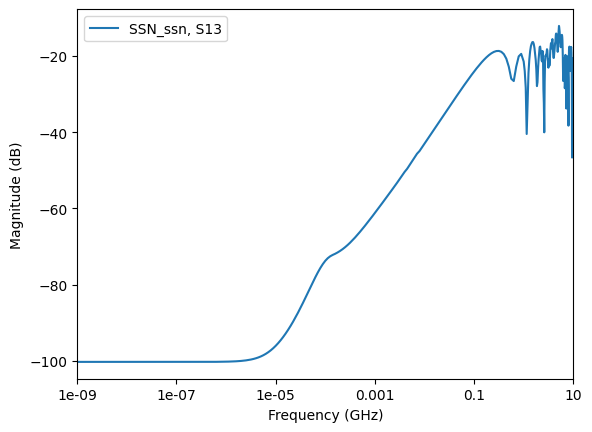 SSN_ssn, S13
Magnitude (dB)
−20
−40
−60
−80
−100
1e-09
1e-07
1e-05
0.001
0.1
10
Frequency (GHz)